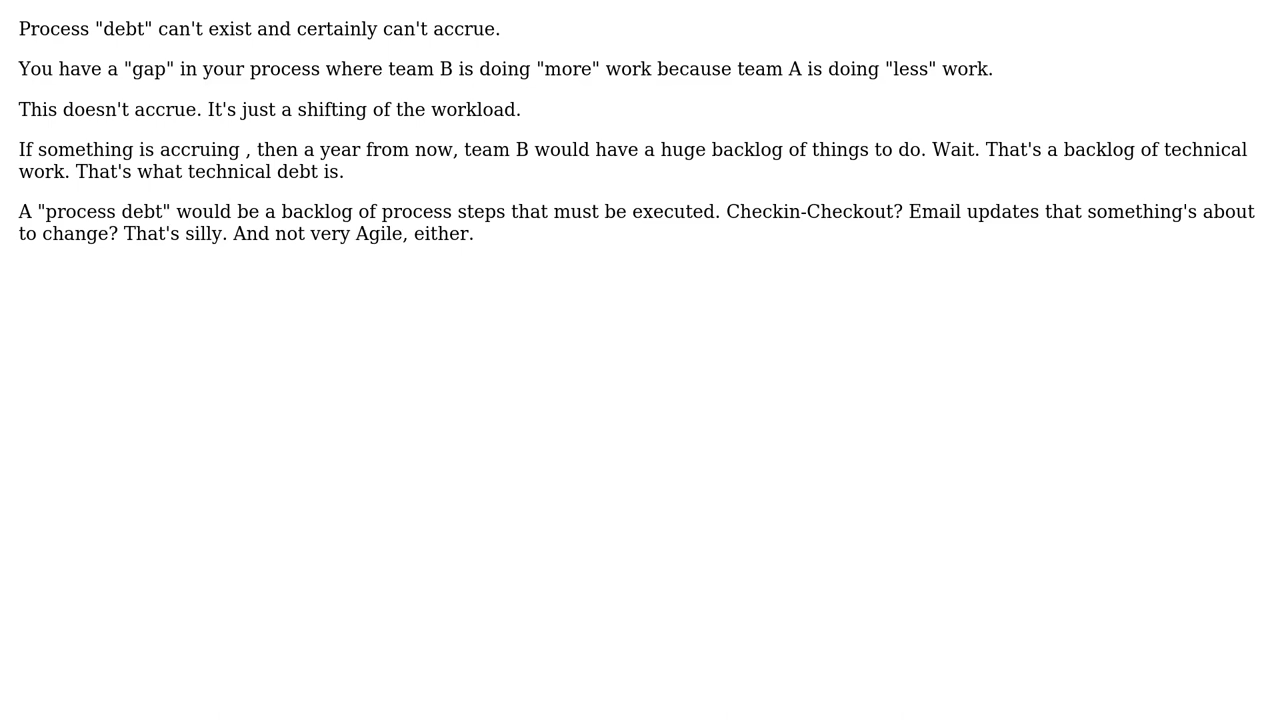 Process "debt" can't exist and certainly can't accrue.
You have a "gap" in your process where team B is doing "more" work because team A is doing "less" work.
This doesn't accrue. It's just a shifting of the workload.
If something is accruing , then a year from now, team B would have a huge backlog of things to do. Wait. That's a backlog of technical
work. That's what technical debt is.
A "process debt" would be a backlog of process steps that must be executed. Checkin-Checkout? Email updates that something's about
to change? That's silly. And not very Agile, either.